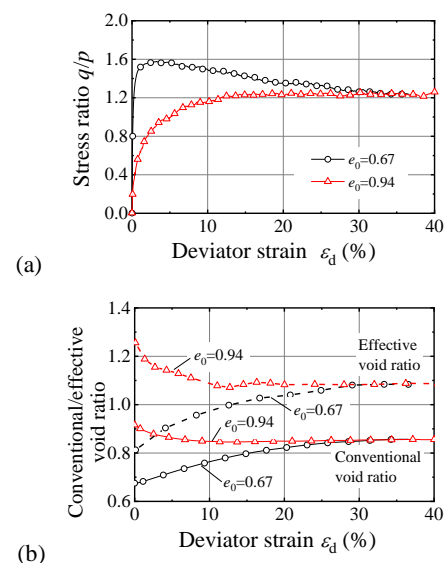 2.0
1.6
1.2
0.8
0.4
0.0
Stress ratio q/p
e₀=0.67
e₀=0.94
0 10 20 30 40
Deviator strain ε_d (%)
(a)
1.4
1.2
1.0
0.8
0.6
Conventional/effective
void ratio
Effective
void ratio
e₀=0.94
e₀=0.67
e₀=0.94
e₀=0.67
Conventional
void ratio
0 10 20 30 40
Deviator strain ε_d (%)
(b)